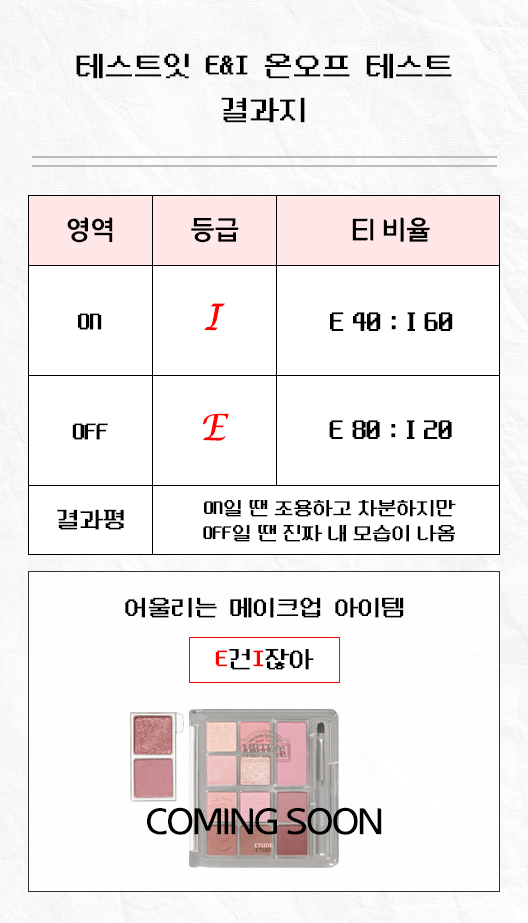 테스트잇 E&I 온오프 테스트
결과지
영역 등급 EI 비율
ON I E 40 : I 60
OFF E E 80 : I 20
결과평
ON일 땐 조용하고 차분하지만
OFF일 땐 진짜 내 모습이 나옴
어울리는 메이크업 아이템
E건I잖아
COMING SOON
ETUDE
ETUDE